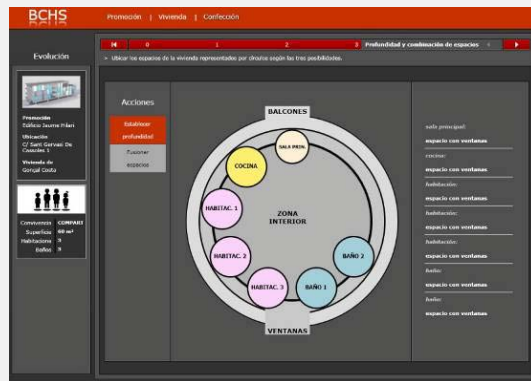 BCHS
Promoción | Vivienda | Confección
Evolución
0 1 2 3 Profundidad y combinación de espacios 4
Ubicar los espacios de la vivienda representados por círculos según las tres posibilidades.
Promoción
Edificio Jaume Milari
Ubicación
C/ Sant Gervasi De
Cassoles 1
Vivienda de
Gonçal Costa
Convivencia COMPART
Superficie 60 m²
Habitacions 3
Baños 3
Acciones
Establecer
profundidad
Fusionar
espacios
BALCONES
SALA PRIN.
COCINA
HABITAC. 1
ZONA
INTERIOR
HABITAC. 2
BAÑO 2
HABITAC. 3
BAÑO 1
VENTANAS
sala principal:
espacio con ventanas
cocina:
espacio con ventanas
habitación:
espacio con ventanas
habitación:
espacio con ventanas
habitación:
espacio con ventanas
baño:
espacio con ventanas
baño:
espacio con ventanas